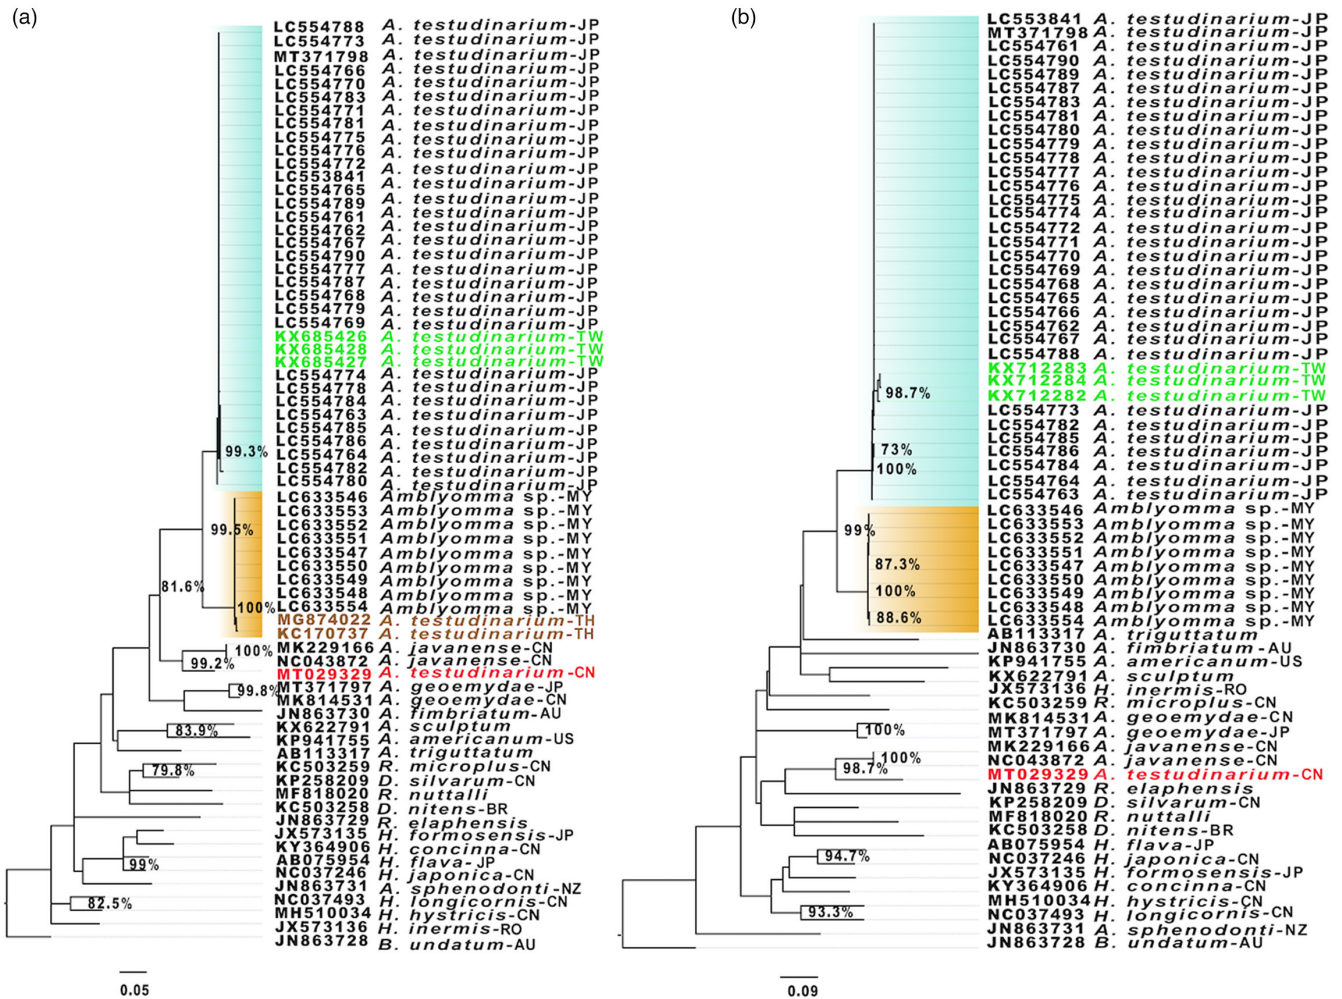 (a)
LC554788 A. testudinarium-JP
LC554773 A. testudinarium-JP
MT371798 A. testudinarium-JP
LC554766 A. testudinarium-JP
LC554770 A. testudinarium-JP
LC554783 A. testudinarium-JP
LC554771 A. testudinarium-JP
LC554781 A. testudinarium-JP
LC554775 A. testudinarium-JP
LC554776 A. testudinarium-JP
LC554772 A. testudinarium-JP
LC553841 A. testudinarium-JP
LC554765 A. testudinarium-JP
LC554789 A. testudinarium-JP
LC554761 A. testudinarium-JP
LC554762 A. testudinarium-JP
LC554767 A. testudinarium-JP
LC554790 A. testudinarium-JP
LC554777 A. testudinarium-JP
LC554787 A. testudinarium-JP
LC554768 A. testudinarium-JP
LC554779 A. testudinarium-JP
LC554769 A. testudinarium-JP
KX685426 A. testudinarium-TW
KX685428 A. testudinarium-TW
KX685427 A. testudinarium-TW
LC554774 A. testudinarium-JP
LC554778 A. testudinarium-JP
LC554784 A. testudinarium-JP
LC554763 A. testudinarium-JP
LC554785 A. testudinarium-JP
LC554786 A. testudinarium-JP
LC554764 A. testudinarium-JP
LC554782 A. testudinarium-JP
LC554780 A. testudinarium-JP
LC633546 Amblyomma sp.-MY
LC633553 Amblyomma sp.-MY
LC633552 Amblyomma sp.-MY
LC633551 Amblyomma sp.-MY
LC633547 Amblyomma sp.-MY
LC633550 Amblyomma sp.-MY
LC633549 Amblyomma sp.-MY
LC633548 Amblyomma sp.-MY
LC633554 Amblyomma sp.-MY
MG874022 A. testudinarium-TH
KC170737 A. testudinarium-TH
MK229166 A. javanense-CN
NC043872 A. javanense-CN
MT029329 A. testudinarium-CN
MT371797 A. geoemydae-JP
MK814531 A. geoemydae-CN
JN863730 A. fimbriatum-AU
KX622791 A. sculptum
KP941755 A. americanum-US
AB113317 A. triguttatum
KC503259 R. microplus-CN
KP258209 D. silvarum-CN
MF818020 R. nuttalli
KC503258 D. nitens-BR
JN863729 R. elaphensis
JX573135 H. formosensis-JP
KY364906 H. concinna-CN
AB075954 H. flava-JP
NC037246 H. japonica-CN
JN863731 A. sphenodonti-NZ
NC037493 H. longicornis-CN
MH510034 H. hystricis-CN
JX573136 H. inermis-RO
JN863728 B. undatum-AU
99.3%
99.5%
81.6%
100%
100%
99.2%
99.8%
83.9%
79.8%
99%
82.5%
0.05
(b)
LC553841 A. testudinarium-JP
MT371798 A. testudinarium-JP
LC554761 A. testudinarium-JP
LC554790 A. testudinarium-JP
LC554789 A. testudinarium-JP
LC554787 A. testudinarium-JP
LC554783 A. testudinarium-JP
LC554781 A. testudinarium-JP
LC554780 A. testudinarium-JP
LC554779 A. testudinarium-JP
LC554778 A. testudinarium-JP
LC554777 A. testudinarium-JP
LC554776 A. testudinarium-JP
LC554775 A. testudinarium-JP
LC554774 A. testudinarium-JP
LC554772 A. testudinarium-JP
LC554771 A. testudinarium-JP
LC554770 A. testudinarium-JP
LC554769 A. testudinarium-JP
LC554768 A. testudinarium-JP
LC554765 A. testudinarium-JP
LC554766 A. testudinarium-JP
LC554762 A. testudinarium-JP
LC554767 A. testudinarium-JP
LC554788 A. testudinarium-JP
KX712283 A. testudinarium-TW
KX712284 A. testudinarium-TW
KX712282 A. testudinarium-TW
LC554773 A. testudinarium-JP
LC554782 A. testudinarium-JP
LC554785 A. testudinarium-JP
LC554786 A. testudinarium-JP
LC554784 A. testudinarium-JP
LC554764 A. testudinarium-JP
LC554763 A. testudinarium-JP
LC633546 Amblyomma sp.-MY
LC633553 Amblyomma sp.-MY
LC633552 Amblyomma sp.-MY
LC633551 Amblyomma sp.-MY
LC633547 Amblyomma sp.-MY
LC633550 Amblyomma sp.-MY
LC633549 Amblyomma sp.-MY
LC633548 Amblyomma sp.-MY
LC633554 Amblyomma sp.-MY
AB113317 A. triguttatum
JN863730 A. fimbriatum-AU
KP941755 A. americanum-US
KX622791 A. sculptum
JX573136 H. inermis-RO
KC503259 R. microplus-CN
MK814531 A. geoemydae-CN
MT371797 A. geoemydae-JP
MK229166 A. javanense-CN
NC043872 A. javanense-CN
MT029329 A. testudinarium-CN
JN863729 R. elaphensis
KP258209 D. silvarum-CN
MF818020 R. nuttalli
KC503258 D. nitens-BR
AB075954 H. flava-JP
NC037246 H. japonica-CN
JX573135 H. formosensis-JP
KY364906 H. concinna-CN
MH510034 H. hystricis-CN
NC037493 H. longicornis-CN
JN863731 A. sphenodonti-NZ
JN863728 B. undatum-AU
98.7%
73%
100%
99%
87.3%
100%
88.6%
100%
100%
98.7%
94.7%
93.3%
0.09